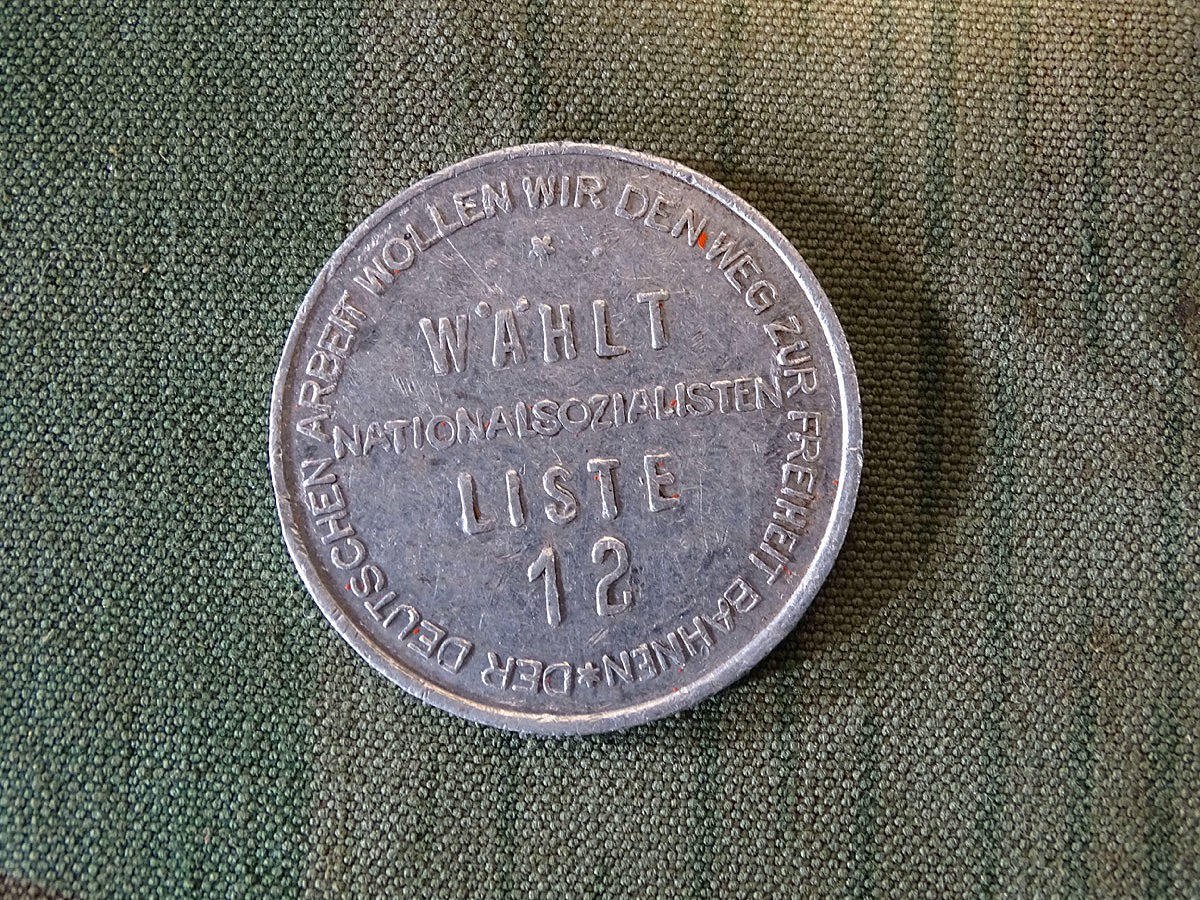 DER DEUTSCHEN ARBEIT WOLLEN WIR DEN WEG ZUR FREIHEIT BAHNEN*
WÄHLT
NATIONALSOZIALISTEN
LISTE
12